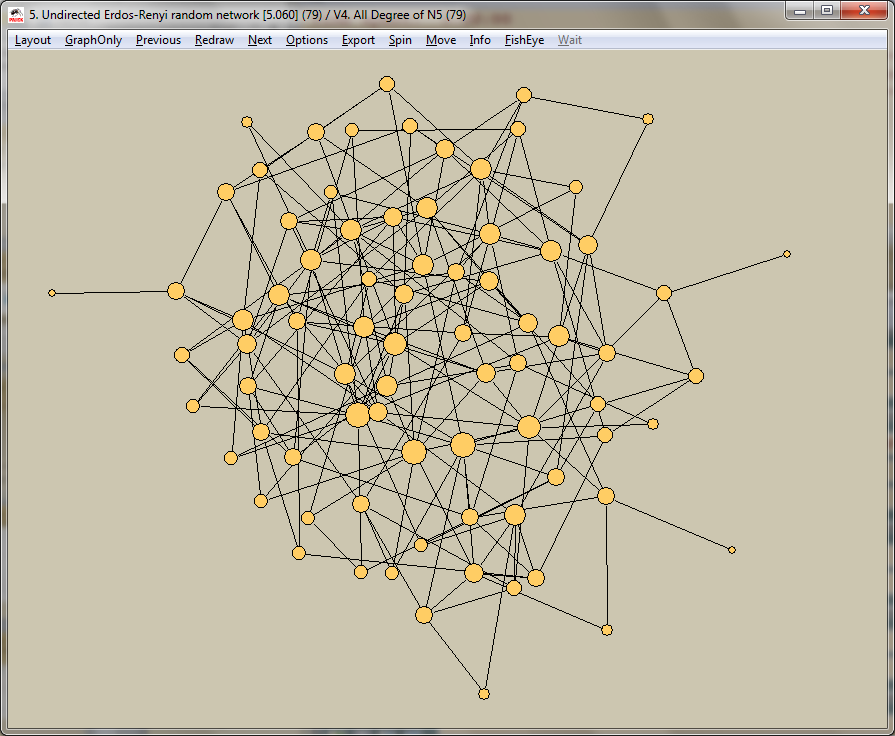 5. Undirected Erdos-Renyi random network [5.060] (79) / V4. All Degree of N5 (79)
Layout GraphOnly Previous Redraw Next Options Export Spin Move Info FishEye Wait